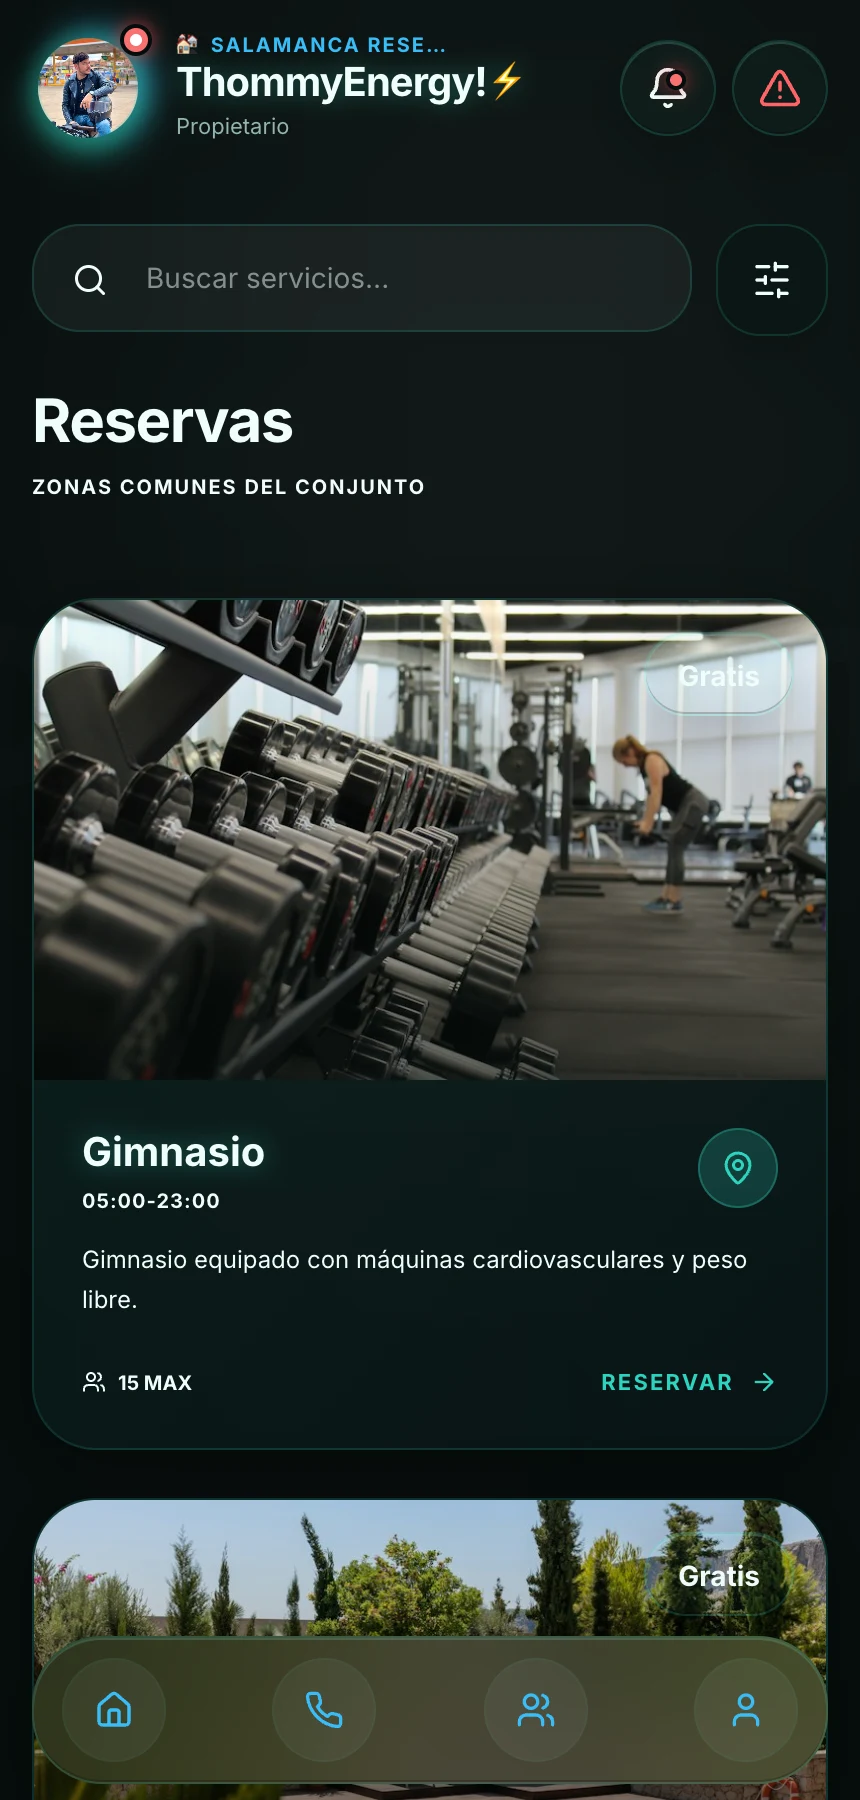 SALAMANCA RESE...
ThommyEnergy!⚡
Propietario
Buscar servicios...
Reservas
ZONAS COMUNES DEL CONJUNTO
Gratis
Gimnasio
05:00-23:00
Gimnasio equipado con máquinas cardiovasculares y peso
libre.
15 MAX
RESERVAR →
Gratis